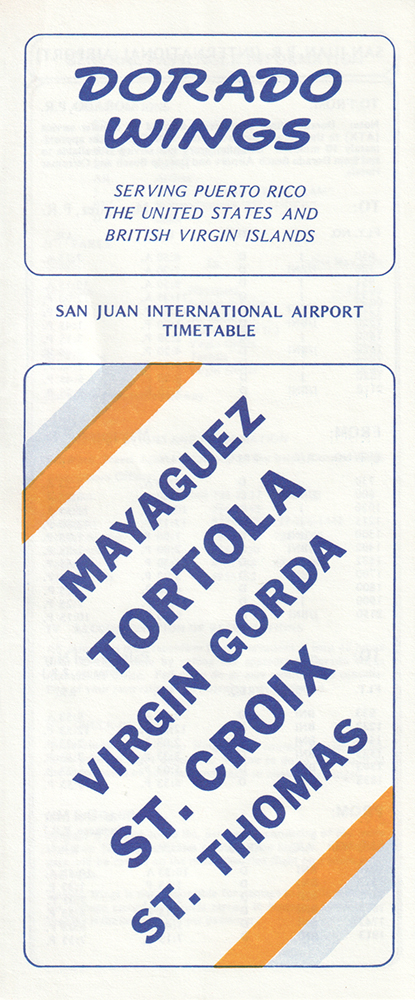 DORADO
WINGS
SERVING PUERTO RICO
THE UNITED STATES AND
BRITISH VIRGIN ISLANDS
SAN JUAN INTERNATIONAL AIRPORT
TIMETABLE
MAYAGUEZ
TORTOLA
VIRGIN GORDA
ST. CROIX
ST. THOMAS